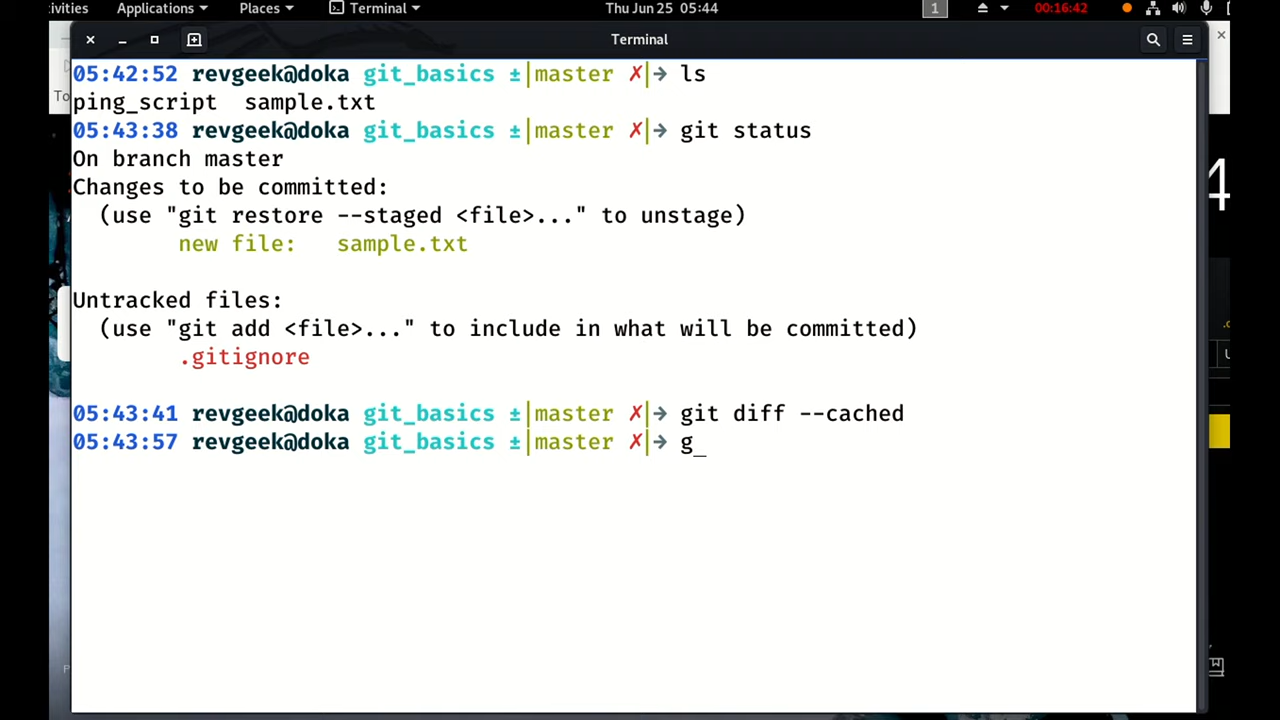 ivities Applications Places Terminal Thu Jun 25 05:44 1 00:16:42
Terminal
To
05:42:52 revgeek@doka git_basics ±|master ✗|→ ls
ping_script  sample.txt
05:43:38 revgeek@doka git_basics ±|master ✗|→ git status
On branch master
Changes to be committed:
  (use "git restore --staged <file>..." to unstage)
        new file:   sample.txt
Untracked files:
  (use "git add <file>..." to include in what will be committed)
        .gitignore
05:43:41 revgeek@doka git_basics ±|master ✗|→ git diff --cached
05:43:57 revgeek@doka git_basics ±|master ✗|→ g_
4